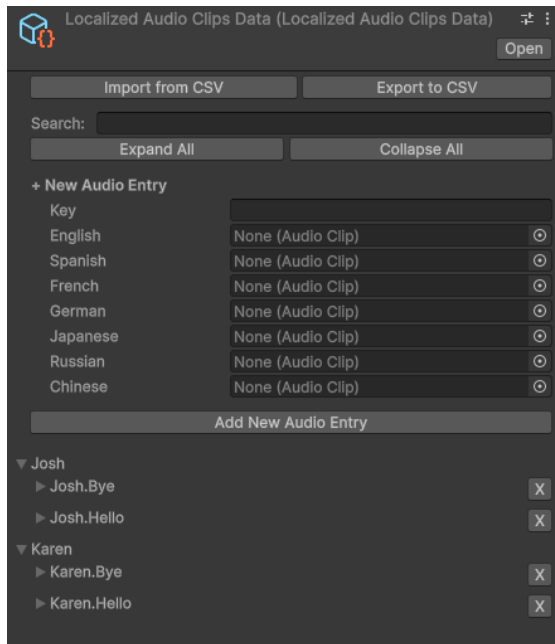 Localized Audio Clips Data (Localized Audio Clips Data)
Open
Import from CSV Export to CSV
Search:
Expand All Collapse All
+ New Audio Entry
Key
English None (Audio Clip)
Spanish None (Audio Clip)
French None (Audio Clip)
German None (Audio Clip)
Japanese None (Audio Clip)
Russian None (Audio Clip)
Chinese None (Audio Clip)
Add New Audio Entry
Josh
Josh.Bye X
Josh.Hello X
Karen
Karen.Bye X
Karen.Hello X